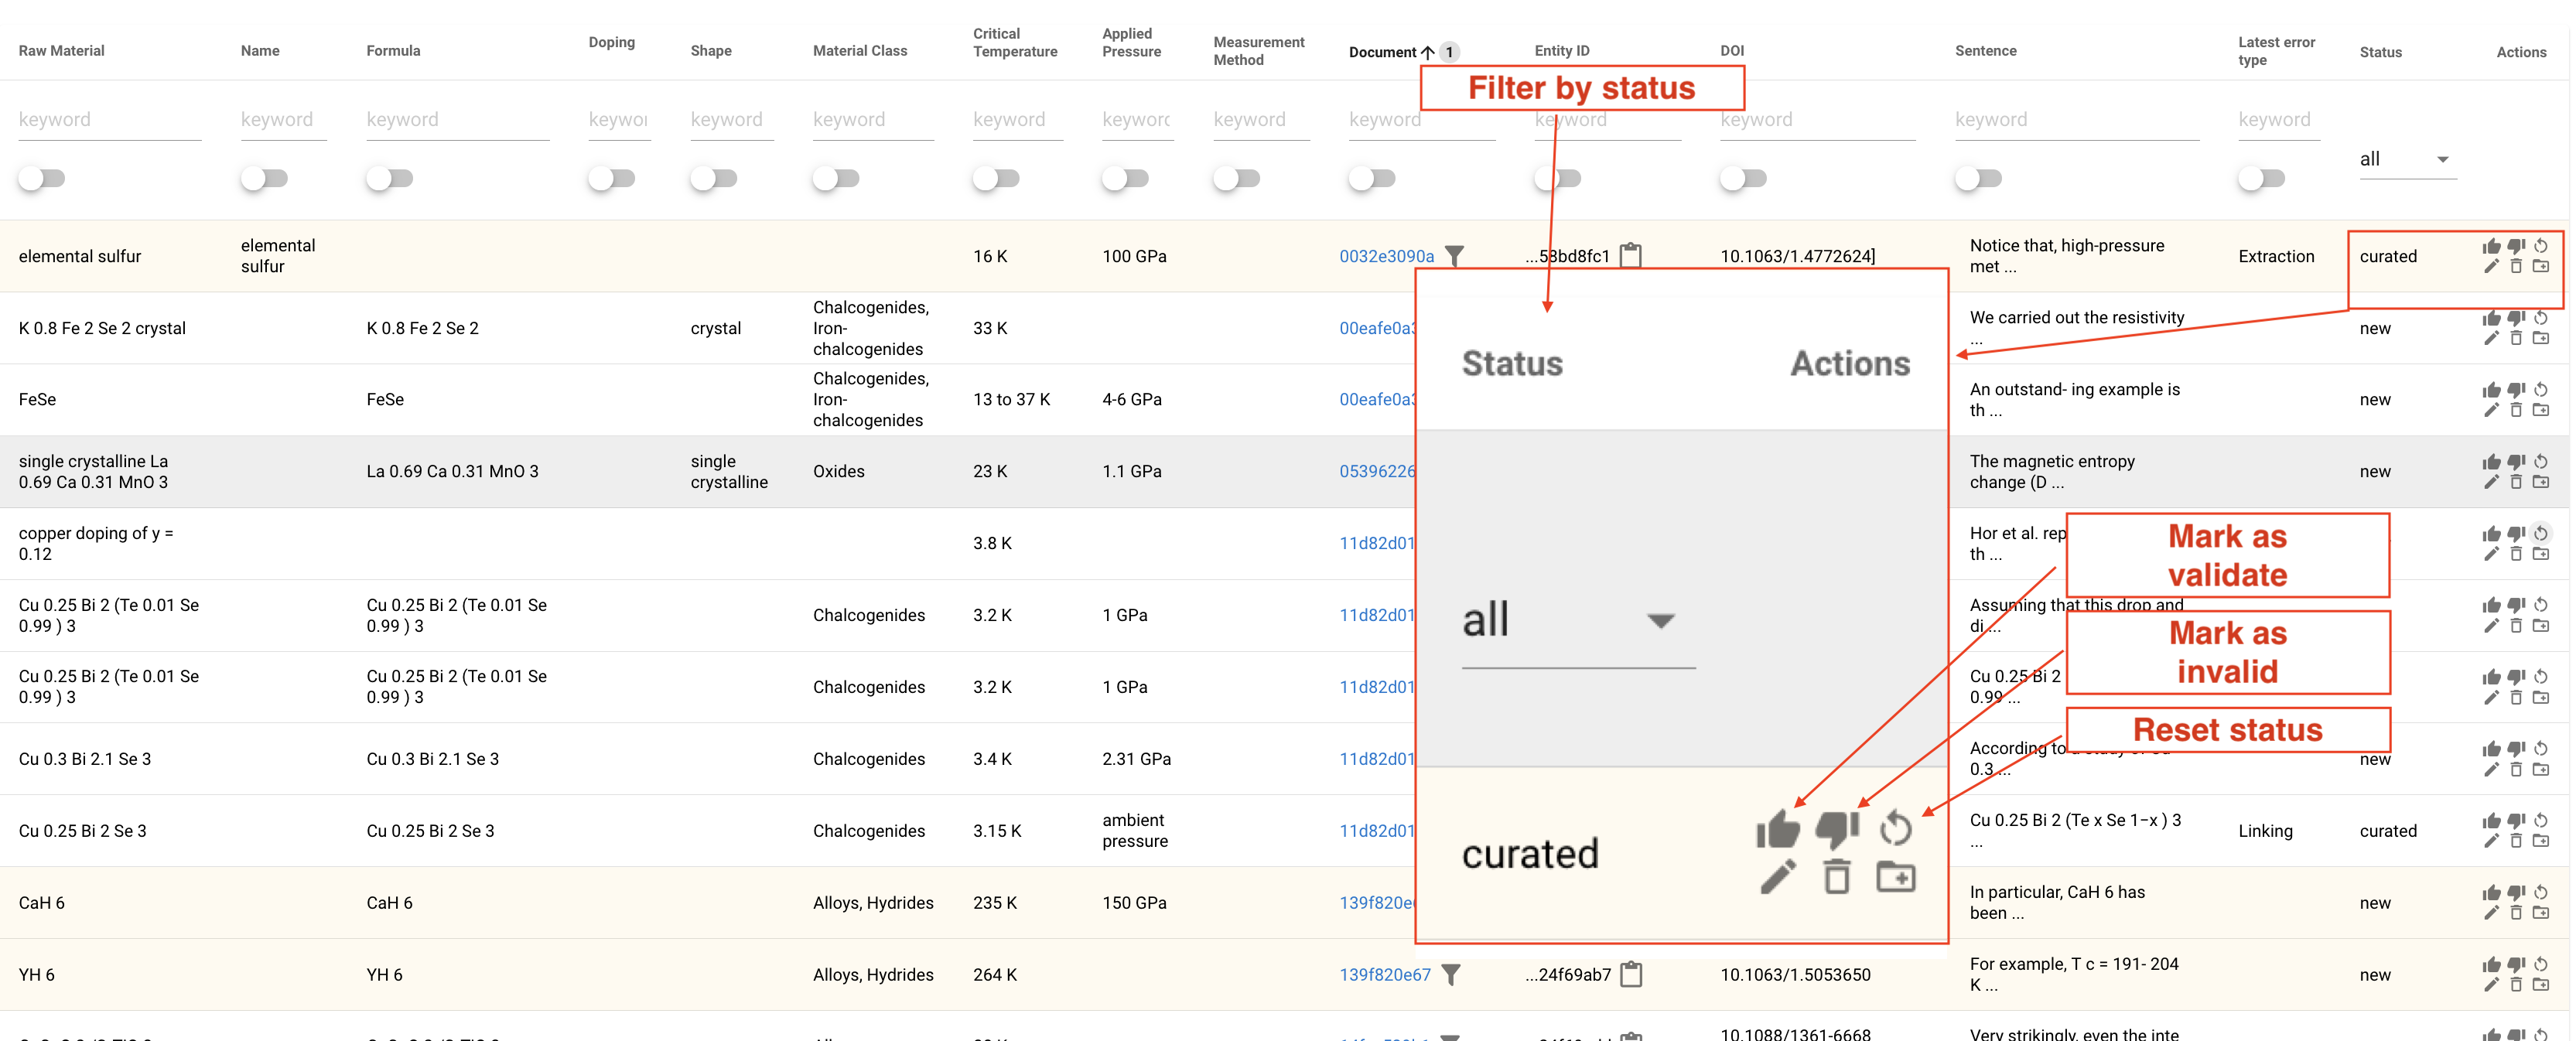 Raw Material Name Formula Doping Shape Material Class Critical Temperature Applied Pressure Measurement Method Document 1 Entity ID DOI Sentence Latest error type Status Actions
Filter by status
keyword keyword keyword keywor keyword keyword keyword keyword keyword keyword keyword keyword keyword keyword
all
elemental sulfur elemental sulfur 16 K 100 GPa 0032e3090a ...58bd8fc1 10.1063/1.4772624] Notice that, high-pressure met ... Extraction curated
K 0.8 Fe 2 Se 2 crystal K 0.8 Fe 2 Se 2 crystal Chalcogenides, Iron-chalcogenides 33 K 00eafe0a We carried out the resistivity ... new
Status Actions
FeSe FeSe Chalcogenides, Iron-chalcogenides 13 to 37 K 4-6 GPa 00eafe0a An outstand- ing example is th ... new
single crystalline La 0.69 Ca 0.31 MnO 3 La 0.69 Ca 0.31 MnO 3 single crystalline Oxides 23 K 1.1 GPa 05396226 The magnetic entropy change (D ... new
copper doping of y = 0.12 3.8 K 11d82d01 Hor et al. rep th ...
Mark as
validate
Cu 0.25 Bi 2 (Te 0.01 Se 0.99 ) 3 Cu 0.25 Bi 2 (Te 0.01 Se 0.99 ) 3 Chalcogenides 3.2 K 1 GPa 11d82d01 Assuming that this drop and di ...
all
Mark as
invalid
Cu 0.25 Bi 2 (Te 0.01 Se 0.99 ) 3 Cu 0.25 Bi 2 (Te 0.01 Se 0.99 ) 3 Chalcogenides 3.2 K 1 GPa 11d82d01 Cu 0.25 Bi 2 0.99 ...
Reset status
Cu 0.3 Bi 2.1 Se 3 Cu 0.3 Bi 2.1 Se 3 Chalcogenides 3.4 K 2.31 GPa 11d82d01 According to 0.3 ... new
Cu 0.25 Bi 2 Se 3 Cu 0.25 Bi 2 Se 3 Chalcogenides 3.15 K ambient pressure 11d82d01 Cu 0.25 Bi 2 (Te x Se 1−x ) 3 ... Linking curated
curated
CaH 6 CaH 6 Alloys, Hydrides 235 K 150 GPa 139f820e In particular, CaH 6 has been ... new
YH 6 YH 6 Alloys, Hydrides 264 K 139f820e67 ...24f69ab7 10.1063/1.5053650 For example, T c = 191- 204 K ... new
10.1088/1361-6668 Very strikingly, even the inte